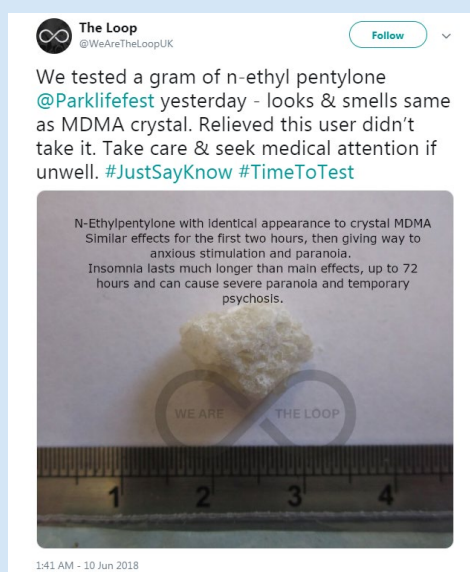 The Loop
@WeAreTheLoopUK
Follow
We tested a gram of n-ethyl pentylone
@Parklifefest yesterday - looks & smells same
as MDMA crystal. Relieved this user didn't
take it. Take care & seek medical attention if
unwell. #JustSayKnow #TimeToTest
N-Ethylpentylone with identical appearance to crystal MDMA
Similar effects for the first two hours, then giving way to
anxious stimulation and paranoia.
Insomnia lasts much longer than main effects, up to 72
hours and can cause severe paranoia and temporary
psychosis.
WE ARE THE LOOP
1 2 3 4
1:41 AM - 10 Jun 2018